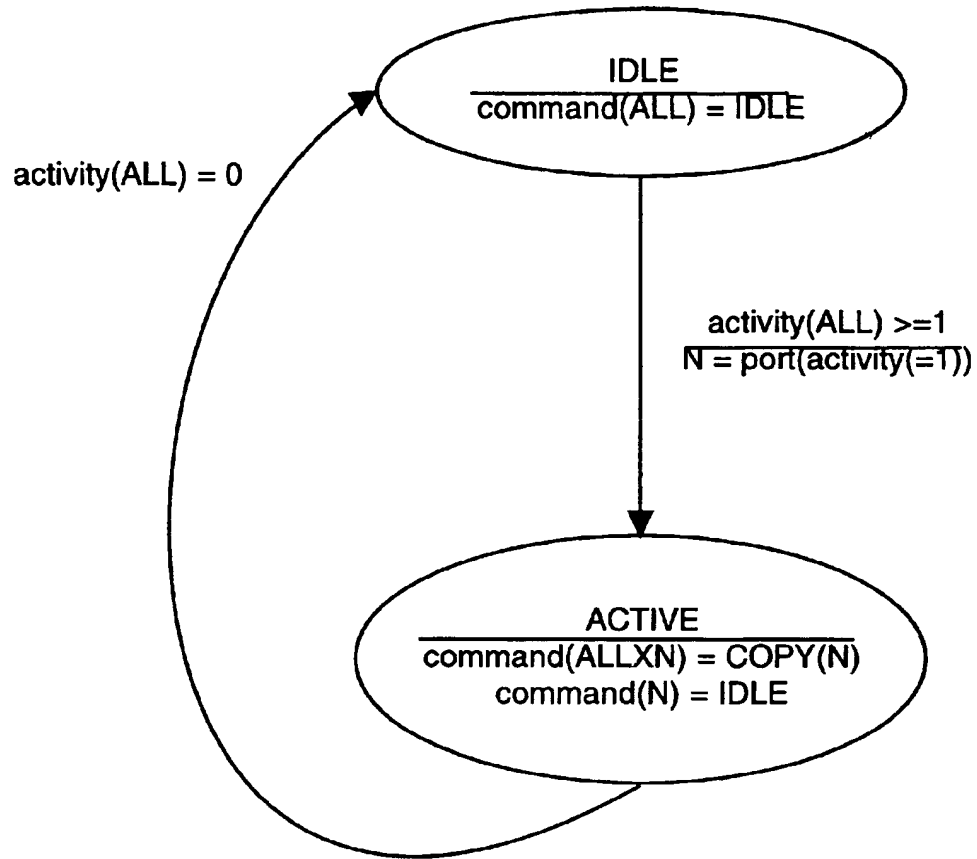 IDLE
command(ALL) = IDLE
activity(ALL) = 0
activity(ALL) >=1
N = port(activity(=1))
ACTIVE
command(ALLXN) = COPY(N)
command(N) = IDLE